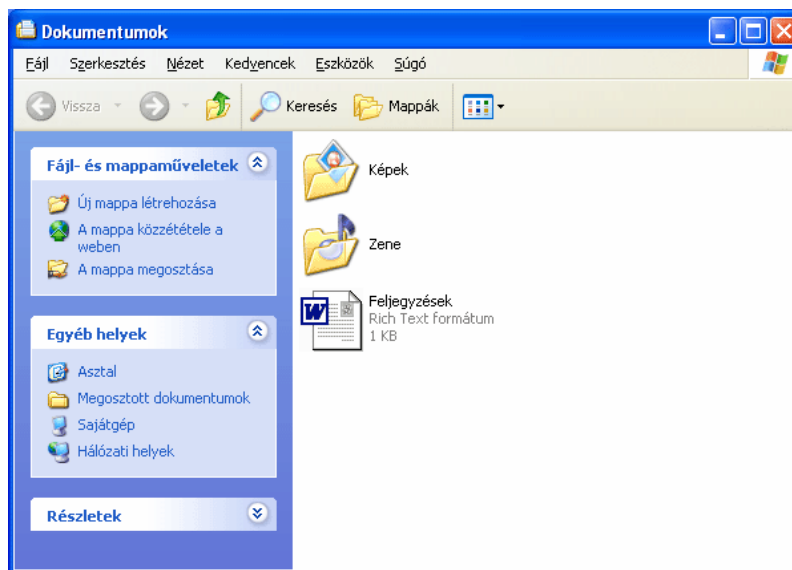 Dokumentumok
Fájl Szerkesztés Nézet Kedvencek Eszközök Súgó
Vissza Keresés Mappák
Fájl- és mappaműveletek
Új mappa létrehozása
A mappa közzététele a
weben
A mappa megosztása
Egyéb helyek
Asztal
Megosztott dokumentumok
Sajátgép
Hálózati helyek
Részletek
Képek
Zene
Feljegyzések
Rich Text formátum
1 KB